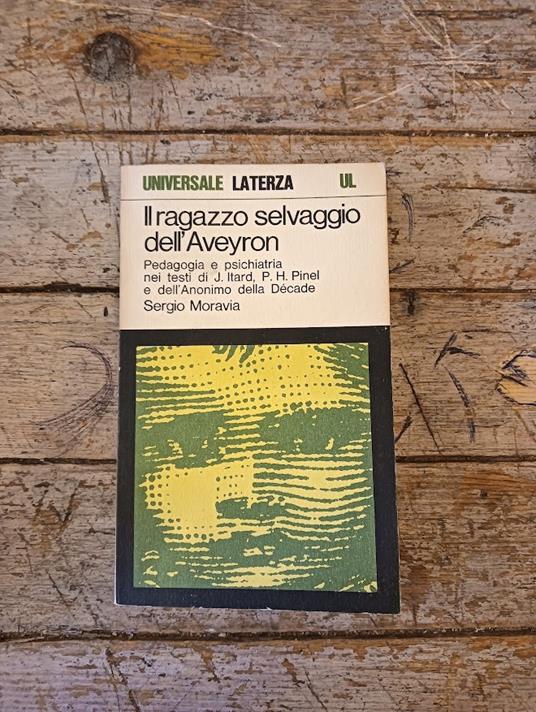 UNIVERSALE LATERZA UL
Il ragazzo selvaggio
dell'Aveyron
Pedagogia e psichiatria
nei testi di J. Itard, P. H. Pinel
e dell'Anonimo della Décade
Sergio Moravia